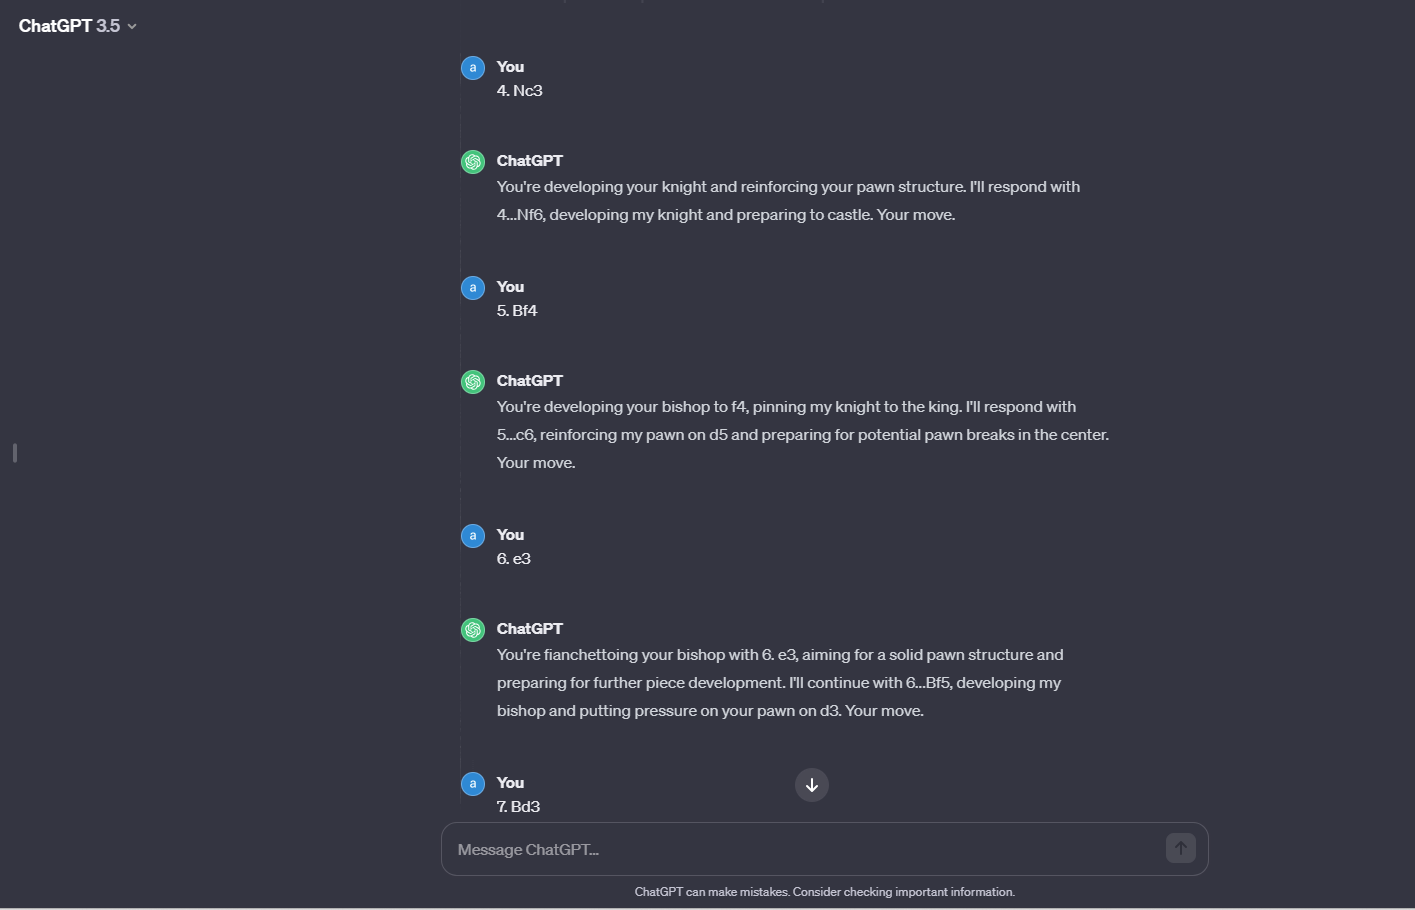 ChatGPT 3.5
a
You
4. Nc3
ChatGPT
You're developing your knight and reinforcing your pawn structure. I'll respond with
4...Nf6, developing my knight and preparing to castle. Your move.
a
You
5. Bf4
ChatGPT
You're developing your bishop to f4, pinning my knight to the king. I'll respond with
5...c6, reinforcing my pawn on d5 and preparing for potential pawn breaks in the center.
Your move.
a
You
6. e3
ChatGPT
You're fianchettoing your bishop with 6. e3, aiming for a solid pawn structure and
preparing for further piece development. I'll continue with 6...Bf5, developing my
bishop and putting pressure on your pawn on d3. Your move.
a
You
7. Bd3
Message ChatGPT...
ChatGPT can make mistakes. Consider checking important information.